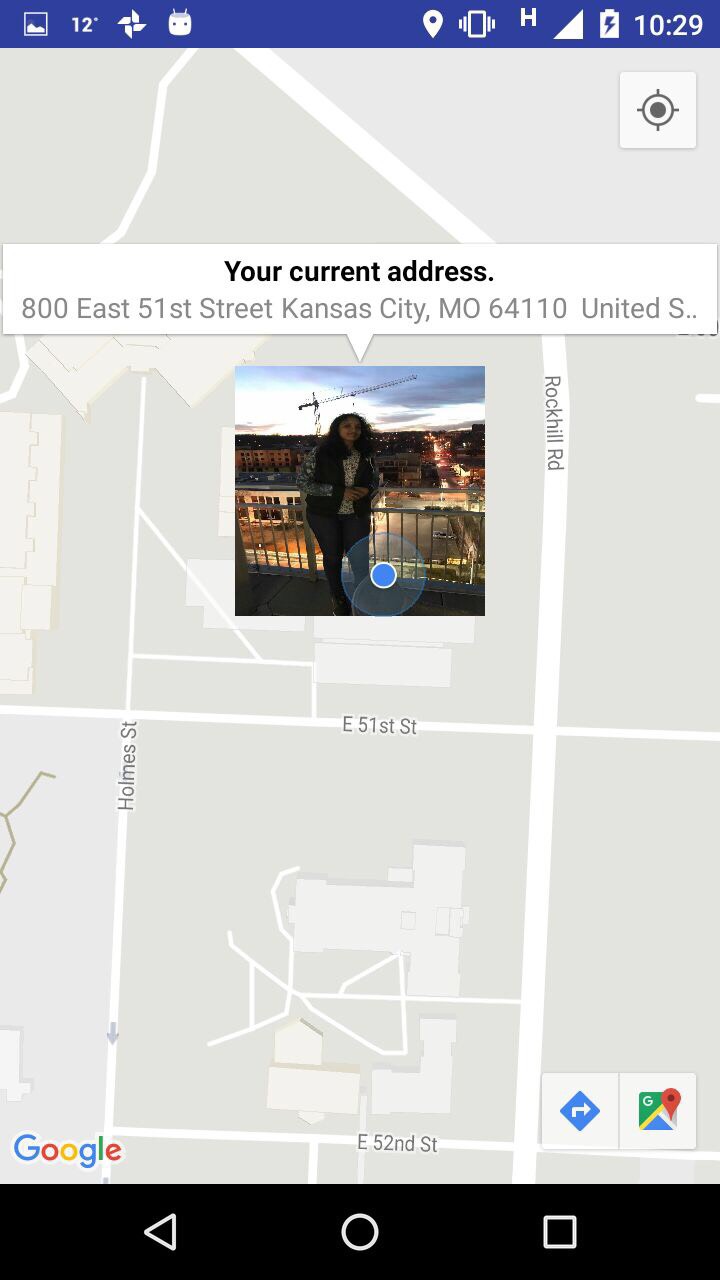 12°
H
10:29
Your current address.
800 East 51st Street Kansas City, MO 64110 United S..
Rockhill Rd
E 51st St
Holmes St
E 52nd St
G
Google